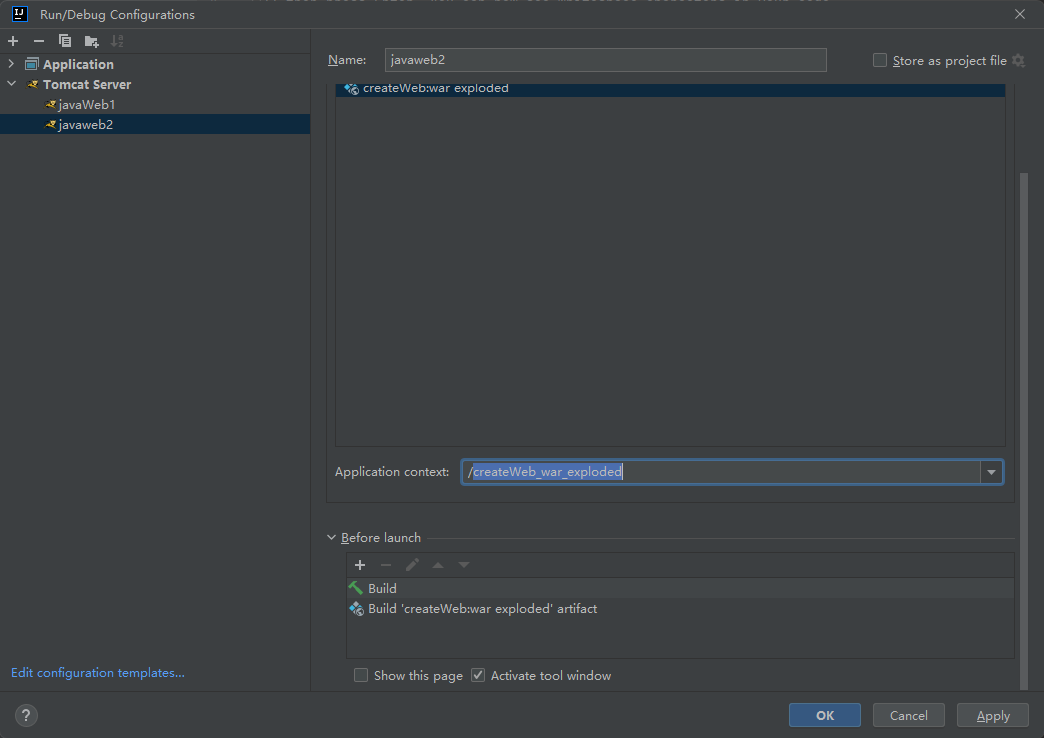 Run/Debug Configurations
Application
Tomcat Server
javaWeb1
javaweb2
Edit configuration templates...
Name: javaweb2 Store as project file
createWeb:war exploded
Application context: /createWeb_war_exploded
Before launch
Build
Build 'createWeb:war exploded' artifact
Show this page Activate tool window
? OK Cancel Apply